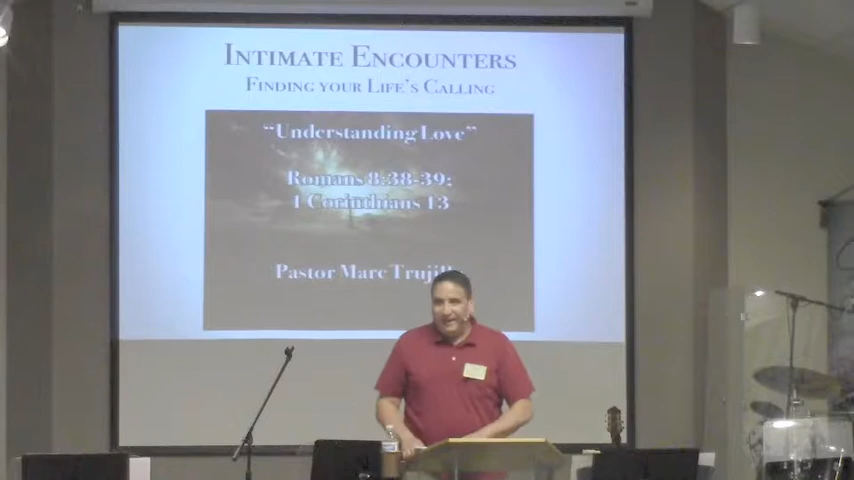 INTIMATE ENCOUNTERS
FINDING YOUR LIFE'S CALLING
"Understanding Love"
Romans 8:38-39;
1 Corinthians 13
Pastor Marc